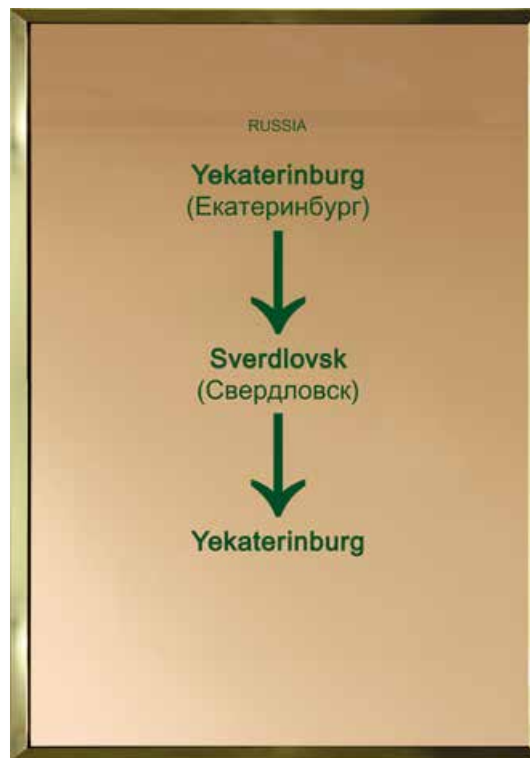 RUSSIA
Yekaterinburg
(Екатеринбург)
Sverdlovsk
(Свердловск)
Yekaterinburg